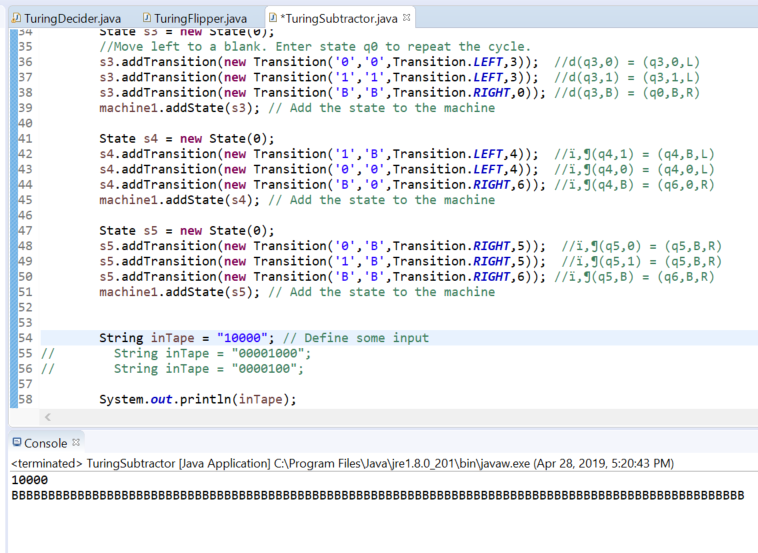 TuringDecider.java TuringFlipper.java *TuringSubtractor.java
34 State s3 = new State(0);
35 //Move left to a blank. Enter state q0 to repeat the cycle.
36 s3.addTransition(new Transition('0','0',Transition.LEFT,3)); //d(q3,0) = (q3,0,L)
37 s3.addTransition(new Transition('1','1',Transition.LEFT,3)); //d(q3,1) = (q3,1,L)
38 s3.addTransition(new Transition('B','B',Transition.RIGHT,0)); //d(q3,B) = (q0,B,R)
39 machine1.addState(s3); // Add the state to the machine
40
41 State s4 = new State(0);
42 s4.addTransition(new Transition('1','B',Transition.LEFT,4)); //ï‚¶(q4,1) = (q4,B,L)
43 s4.addTransition(new Transition('0','0',Transition.LEFT,4)); //ï‚¶(q4,0) = (q4,0,L)
44 s4.addTransition(new Transition('B','0',Transition.RIGHT,6)); //ï‚¶(q4,B) = (q6,0,R)
45 machine1.addState(s4); // Add the state to the machine
46
47 State s5 = new State(0);
48 s5.addTransition(new Transition('0','B',Transition.RIGHT,5)); //ï‚¶(q5,0) = (q5,B,R)
49 s5.addTransition(new Transition('1','B',Transition.RIGHT,5)); //ï‚¶(q5,1) = (q5,B,R)
50 s5.addTransition(new Transition('B','B',Transition.RIGHT,6)); //ï‚¶(q5,B) = (q6,B,R)
51 machine1.addState(s5); // Add the state to the machine
52
53
54 String inTape = "10000"; // Define some input
55 // String inTape = "00001000";
56 // String inTape = "0000100";
57
58 System.out.println(inTape);
Console
<terminated> TuringSubtractor [Java Application] C:\Program Files\Java\jre1.8.0_201\bin\javaw.exe (Apr 28, 2019, 5:20:43 PM)
10000
BBBBBBBBBBBBBBBBBBBBBBBBBBBBBBBBBBBBBBBBBBBBBBBBBBBBBBBBBBBBBBBBBBBBBBBBBBBBBBBBBBBBBBBBBBBBBBBBBBBB